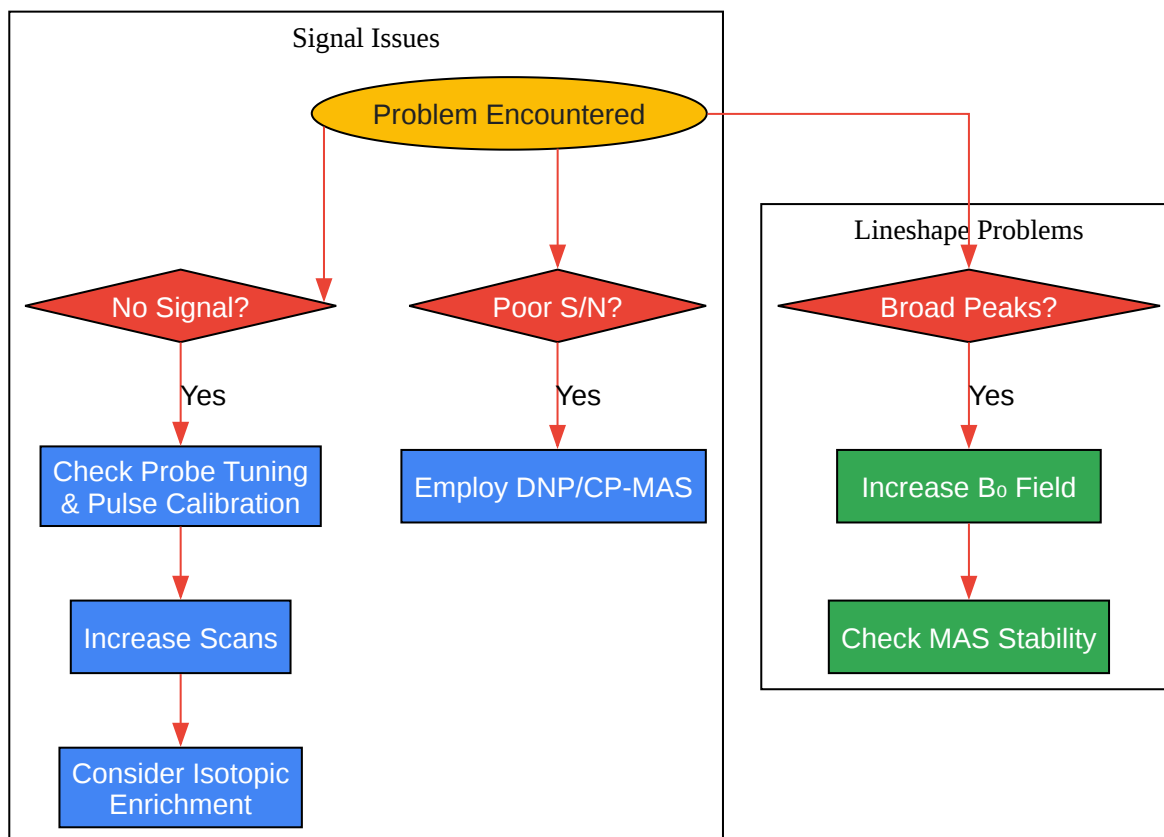 Signal Issues
Problem Encountered
Lineshape Problems
No Signal?
Poor S/N?
Broad Peaks?
Yes
Yes
Yes
Check Probe Tuning
& Pulse Calibration
Employ DNP/CP-MAS
Increase B₀ Field
Increase Scans
Check MAS Stability
Consider Isotopic
Enrichment